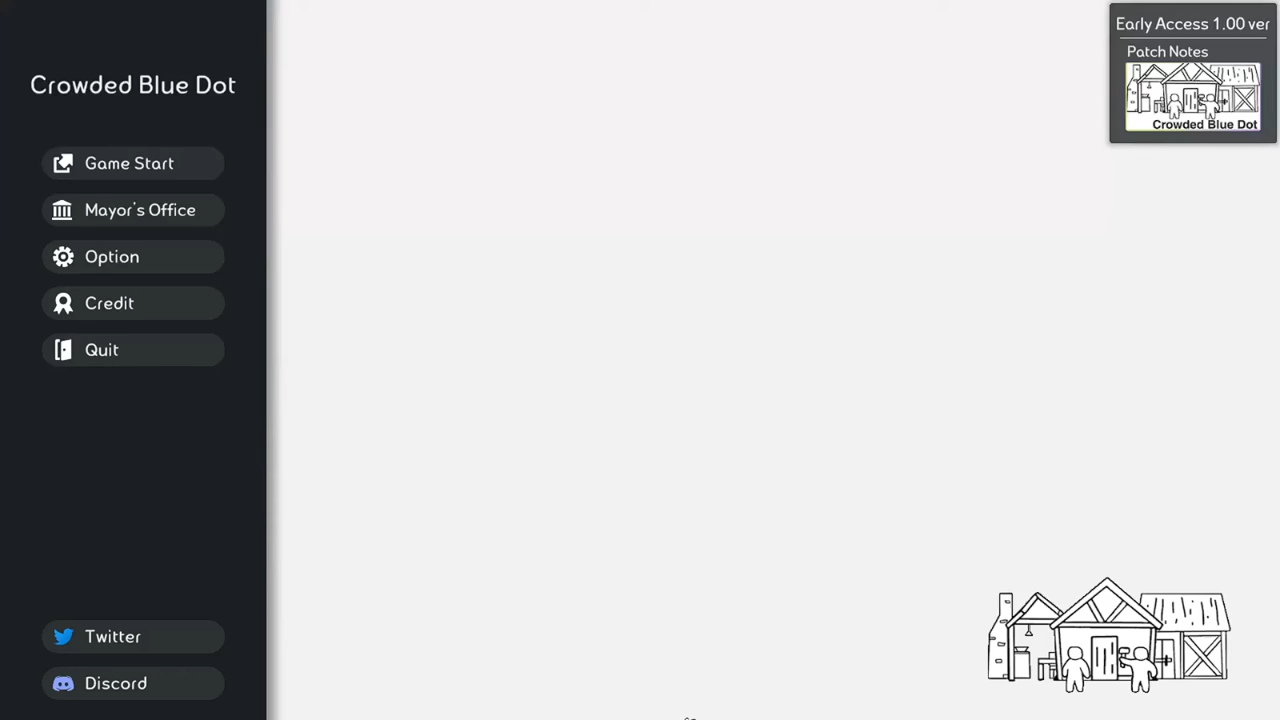 Crowded Blue Dot
Game Start
Mayor's Office
Option
Credit
Quit
Twitter
Discord
Early Access 1.00 ver
Patch Notes
Crowded Blue Dot